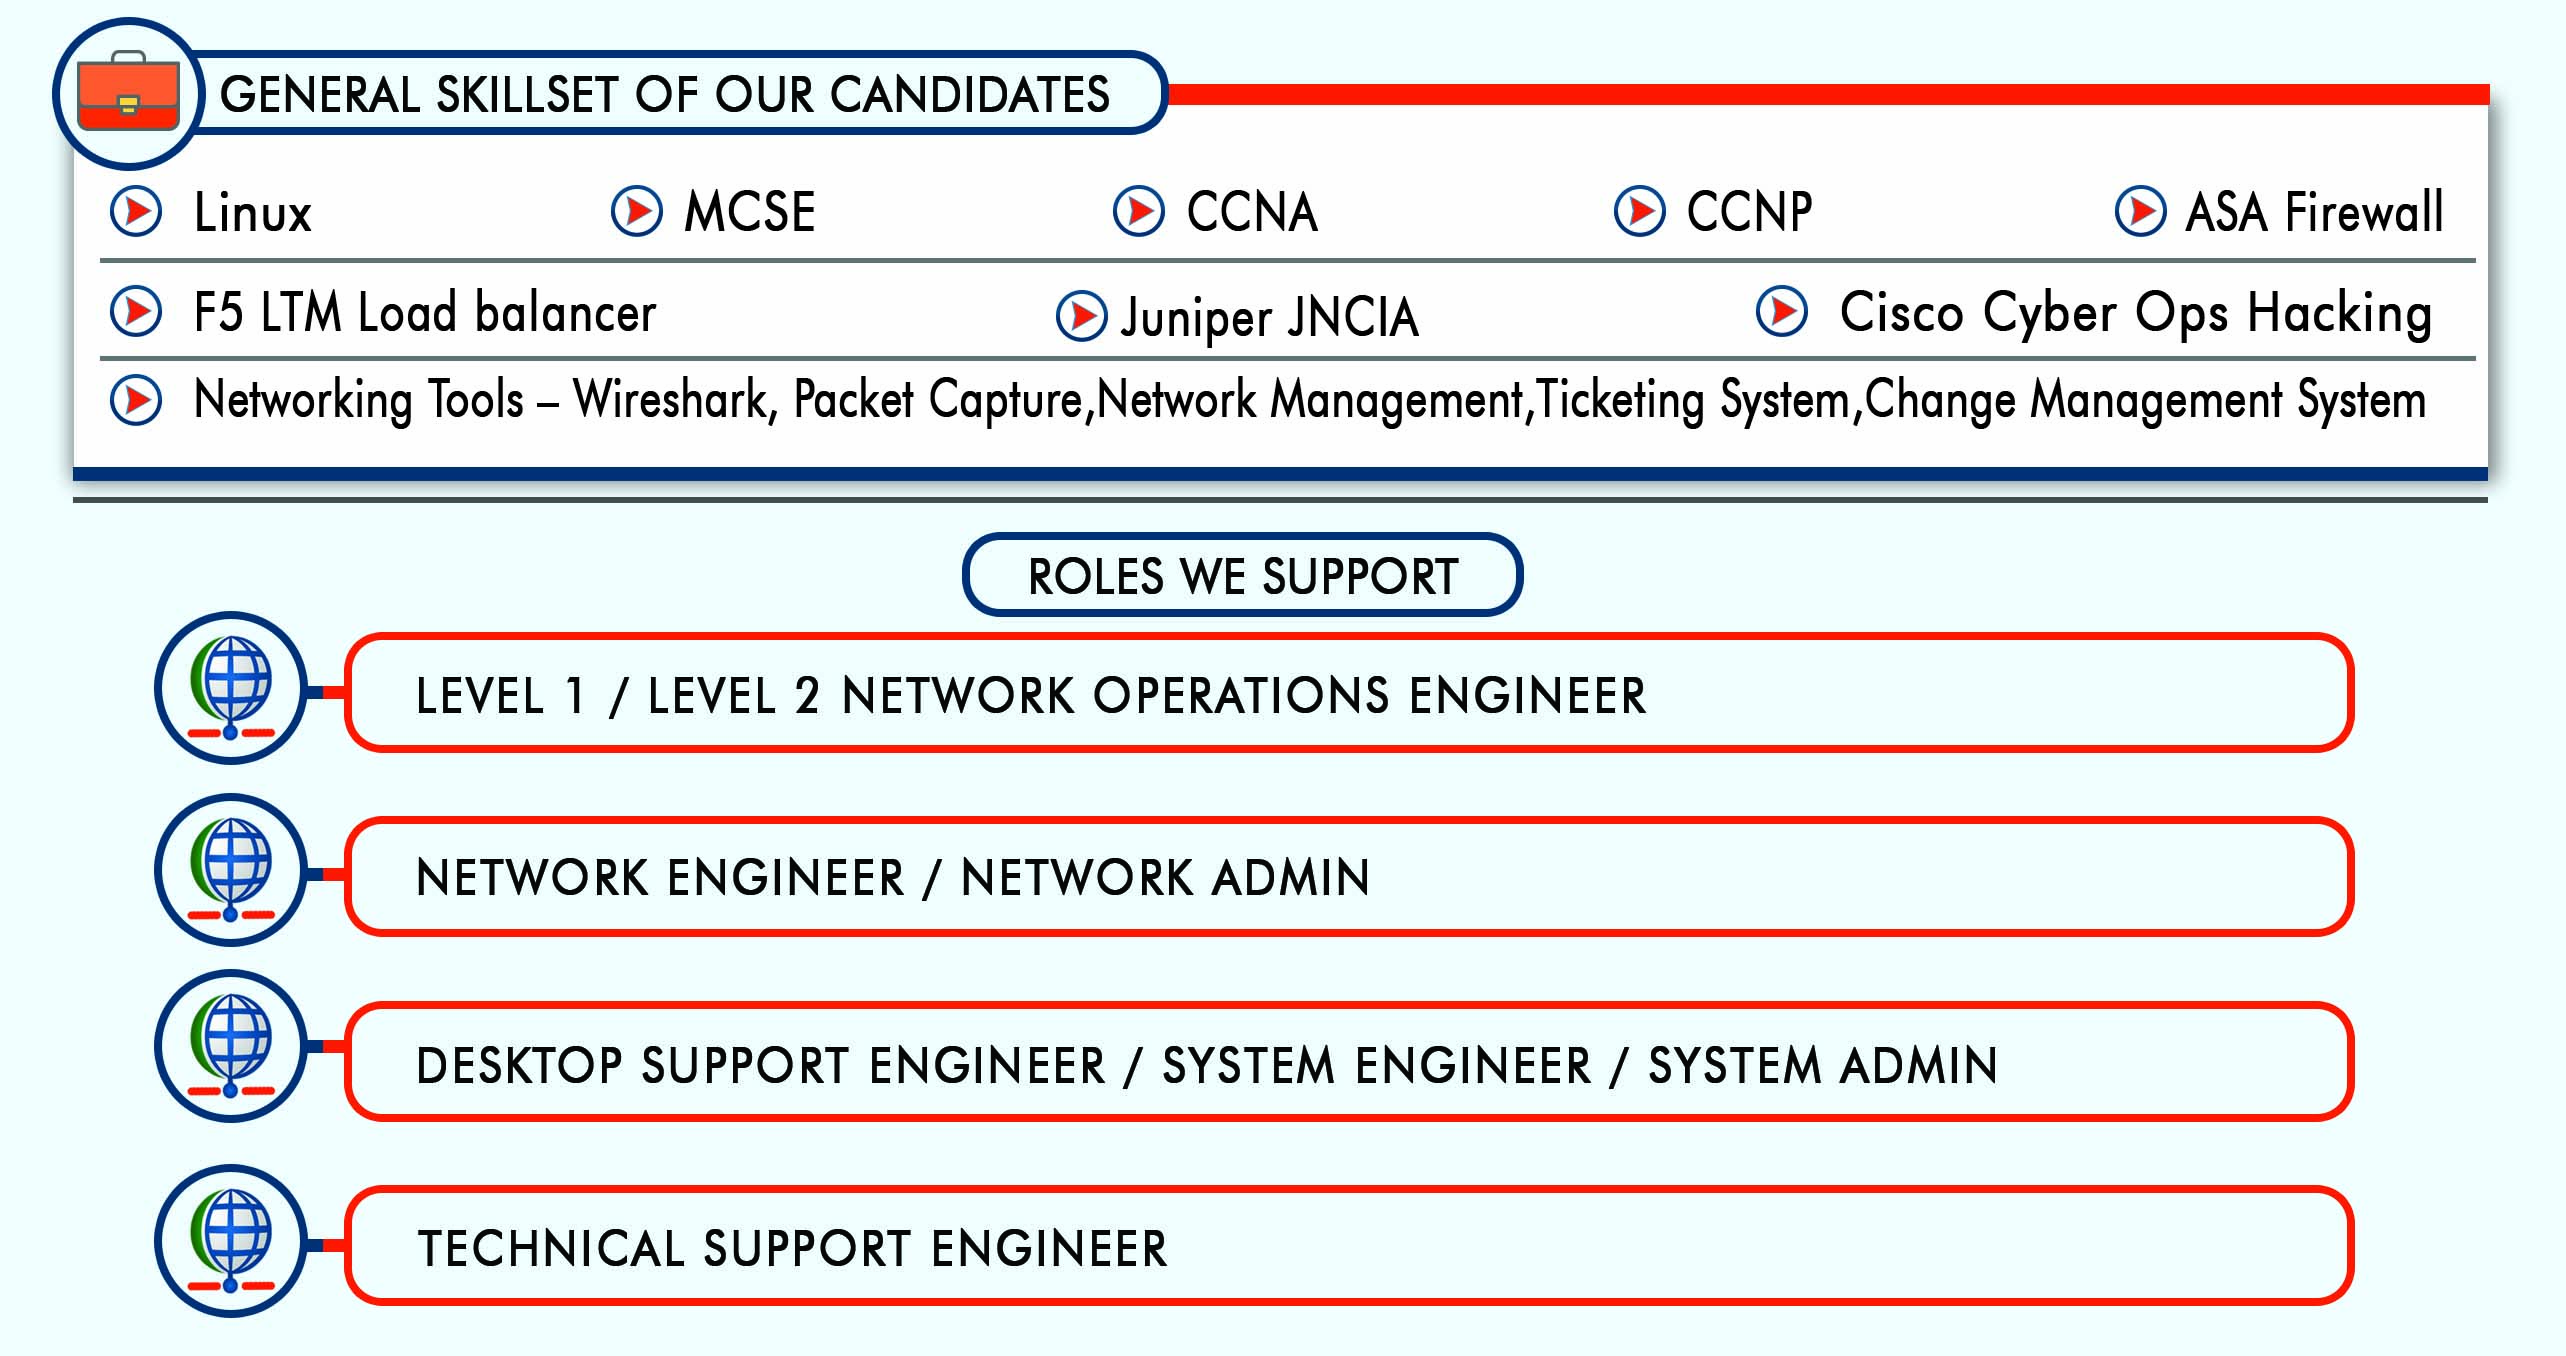 GENERAL SKILLSET OF OUR CANDIDATES
Linux MCSE CCNA CCNP ASA Firewall
F5 LTM Load balancer Juniper JNCIA Cisco Cyber Ops Hacking
Networking Tools – Wireshark, Packet Capture,Network Management,Ticketing System,Change Management System
ROLES WE SUPPORT
LEVEL 1 / LEVEL 2 NETWORK OPERATIONS ENGINEER
NETWORK ENGINEER / NETWORK ADMIN
DESKTOP SUPPORT ENGINEER / SYSTEM ENGINEER / SYSTEM ADMIN
TECHNICAL SUPPORT ENGINEER